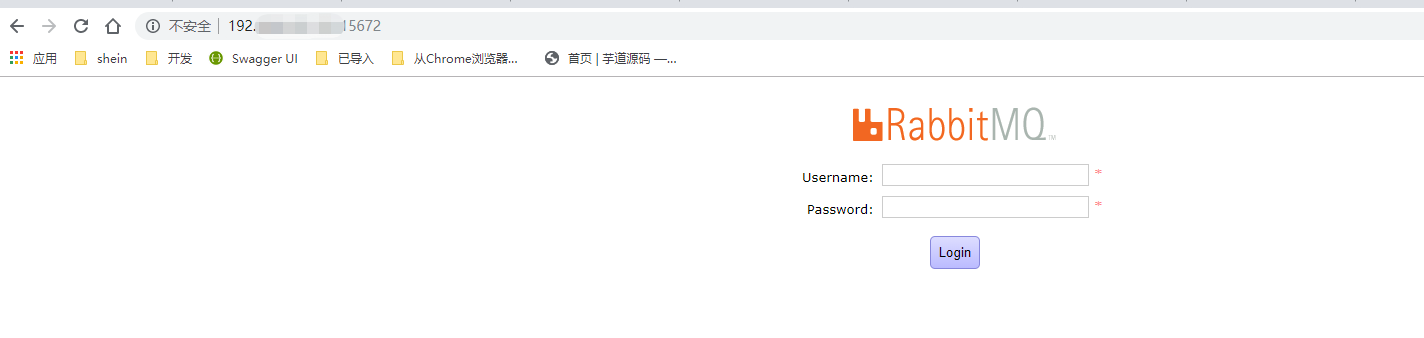 不安全 192. 15672
应用 shein 开发 Swagger UI 已导入 从Chrome浏览器... 首页 | 芋道源码 —...
RabbitMQ™
Username: *
Password: *
Login